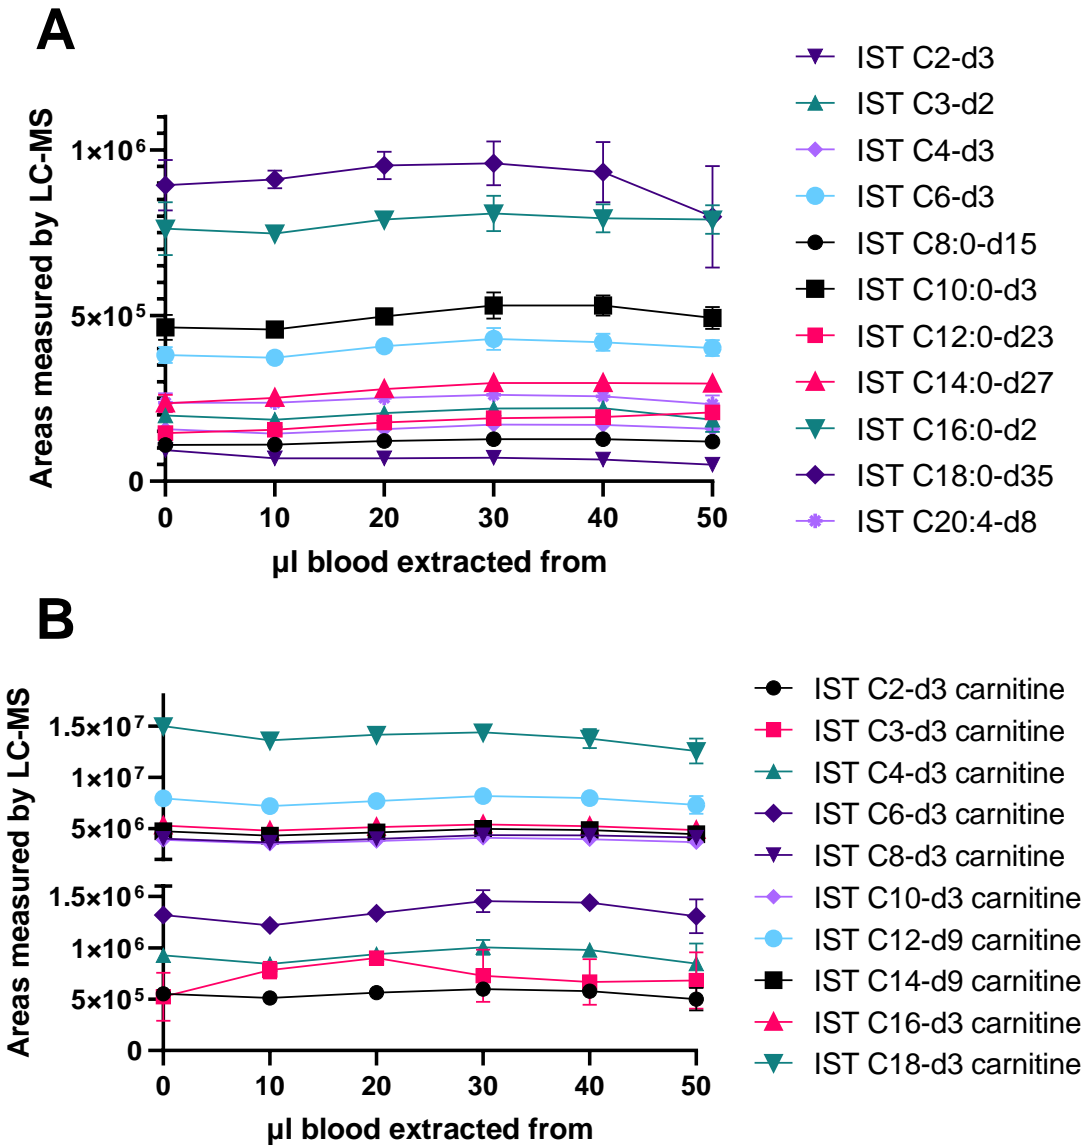 A
Areas measured by LC-MS
1×10⁶
5×10⁵
0
0 10 20 30 40 50
µl blood extracted from
IST C2-d3
IST C3-d2
IST C4-d3
IST C6-d3
IST C8:0-d15
IST C10:0-d3
IST C12:0-d23
IST C14:0-d27
IST C16:0-d2
IST C18:0-d35
IST C20:4-d8
B
Areas measured by LC-MS
1.5×10⁷
1×10⁷
5×10⁶
1.5×10⁶
1×10⁶
5×10⁵
0
0 10 20 30 40 50
µl blood extracted from
IST C2-d3 carnitine
IST C3-d3 carnitine
IST C4-d3 carnitine
IST C6-d3 carnitine
IST C8-d3 carnitine
IST C10-d3 carnitine
IST C12-d9 carnitine
IST C14-d9 carnitine
IST C16-d3 carnitine
IST C18-d3 carnitine